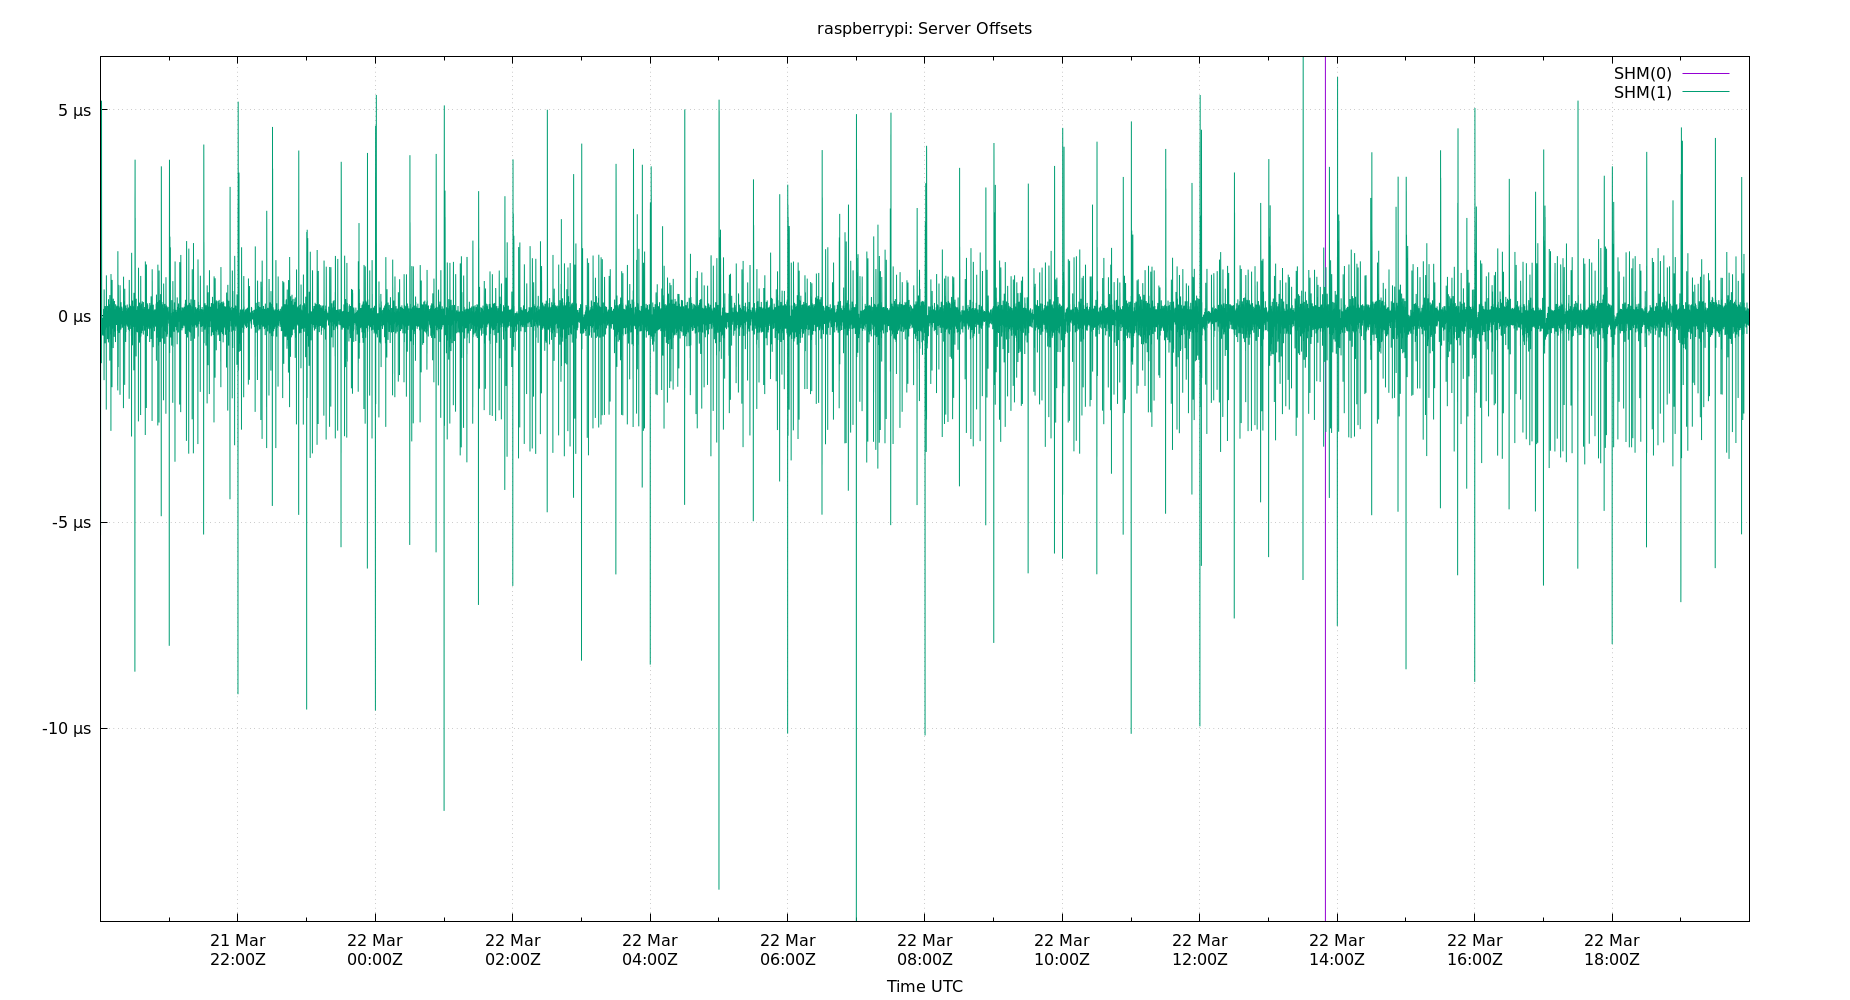 raspberrypi: Server Offsets
SHM(0)
SHM(1)
5 µs
0 µs
-5 µs
-10 µs
21 Mar 22 Mar 22 Mar 22 Mar 22 Mar 22 Mar 22 Mar 22 Mar 22 Mar 22 Mar 22 Mar
22:00Z 00:00Z 02:00Z 04:00Z 06:00Z 08:00Z 10:00Z 12:00Z 14:00Z 16:00Z 18:00Z
Time UTC